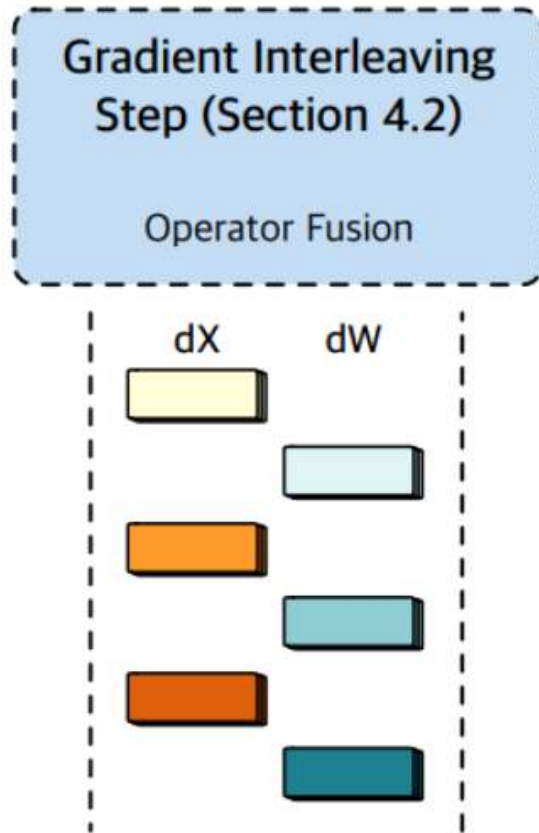 Gradient Interleaving
Step (Section 4.2)
Operator Fusion
dX dW